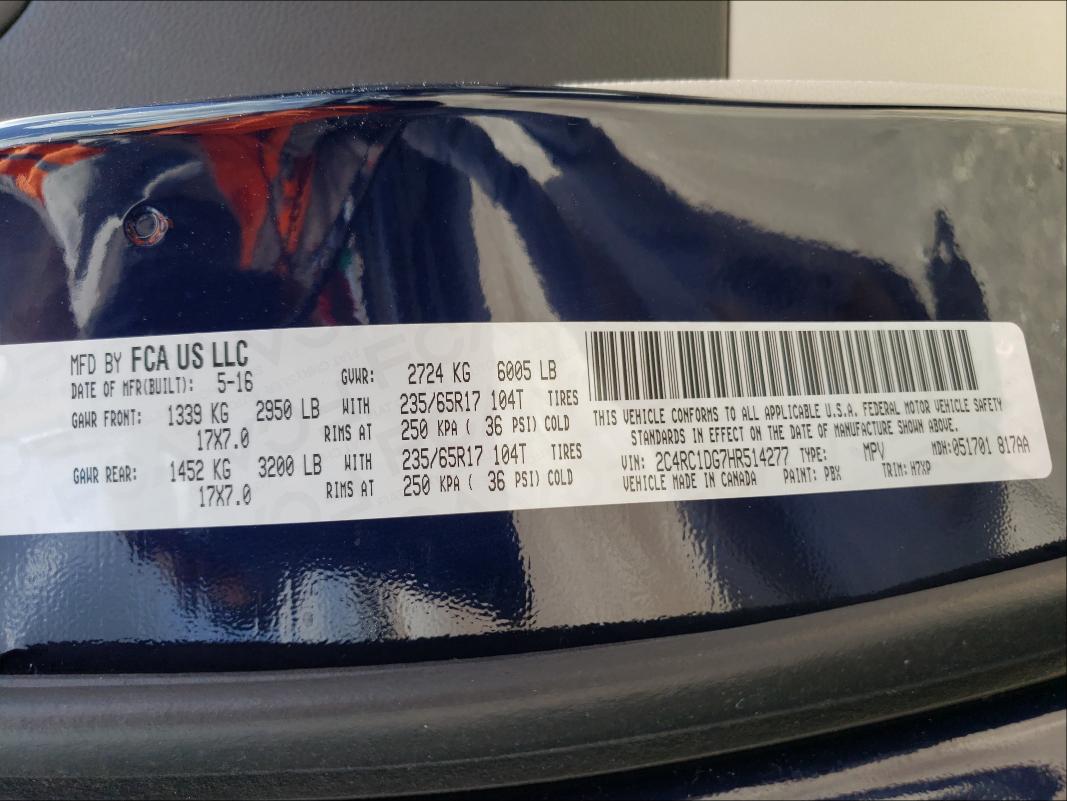 MFD BY FCA US LLC
DATE OF MFR(BUILT): 5-16 GVWR: 2724 KG 6005 LB
GAWR FRONT: 1339 KG 2950 LB WITH 235/65R17 104T TIRES
17X7.0 RIMS AT 250 KPA ( 36 PSI) COLD
GAWR REAR: 1452 KG 3200 LB WITH 235/65R17 104T TIRES
17X7.0 RIMS AT 250 KPA ( 36 PSI) COLD
THIS VEHICLE CONFORMS TO ALL APPLICABLE U.S.A. FEDERAL MOTOR VEHICLE SAFETY
STANDARDS IN EFFECT ON THE DATE OF MANUFACTURE SHOWN ABOVE.
VIN: 2C4RC1DG7HR514277 TYPE: MPV MDH:051701 817AA
VEHICLE MADE IN CANADA PAINT: PBX TRIM: H7XP